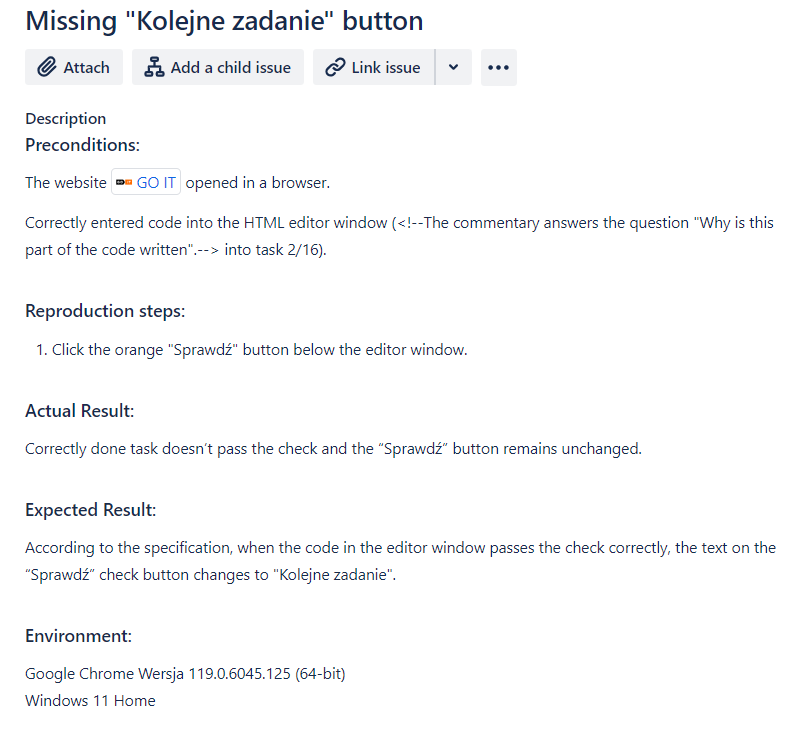 Missing "Kolejne zadanie" button
Attach Add a child issue Link issue
Description
Preconditions:
The website GO IT opened in a browser.
Correctly entered code into the HTML editor window (<!--The commentary answers the question "Why is this
part of the code written".--> into task 2/16).
Reproduction steps:
1. Click the orange "Sprawdź" button below the editor window.
Actual Result:
Correctly done task doesn’t pass the check and the “Sprawdź” button remains unchanged.
Expected Result:
According to the specification, when the code in the editor window passes the check correctly, the text on the
“Sprawdź” check button changes to "Kolejne zadanie".
Environment:
Google Chrome Wersja 119.0.6045.125 (64-bit)
Windows 11 Home